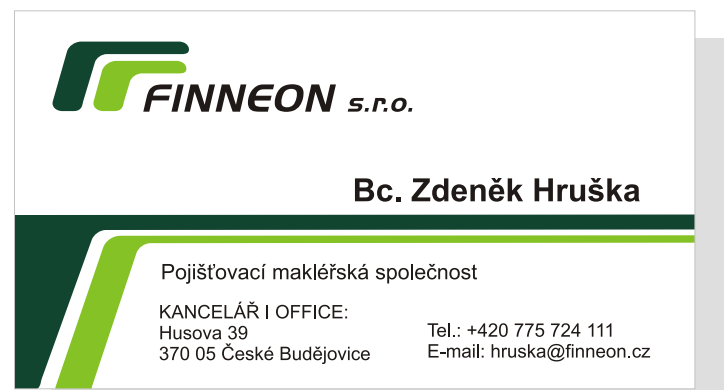 FINNEON s.r.o.
Bc. Zdeněk Hruška
Pojišťovací makléřská společnost
KANCELÁŘ I OFFICE:
Husova 39
370 05 České Budějovice
Tel.: +420 775 724 111
E-mail: hruska@finneon.cz